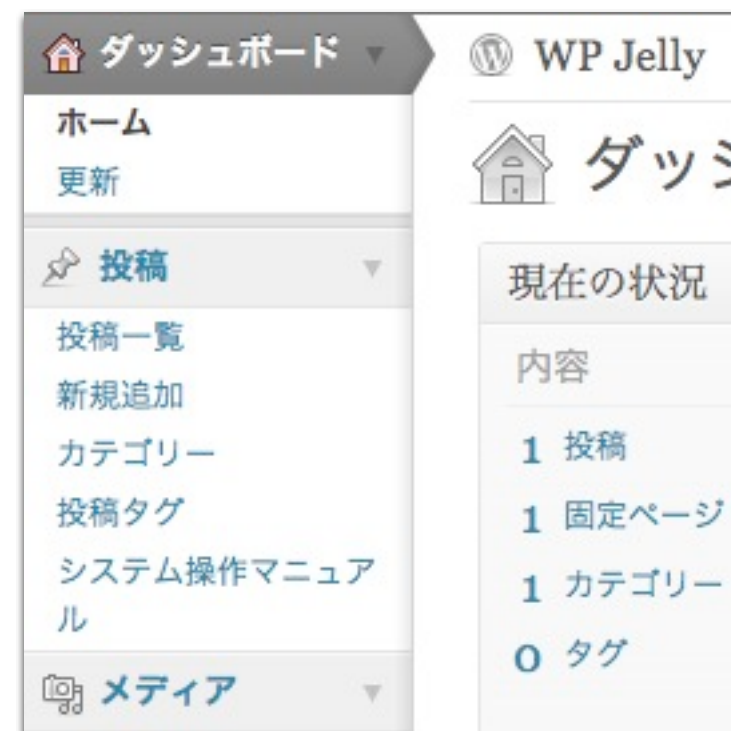 ダッシュボード
ホーム
更新
投稿
投稿一覧
新規追加
カテゴリー
投稿タグ
システム操作マニュア
ル
メディア
WP Jelly
ダッシ
現在の状況
内容
1 投稿
1 固定ページ
1 カテゴリー
0 タグ